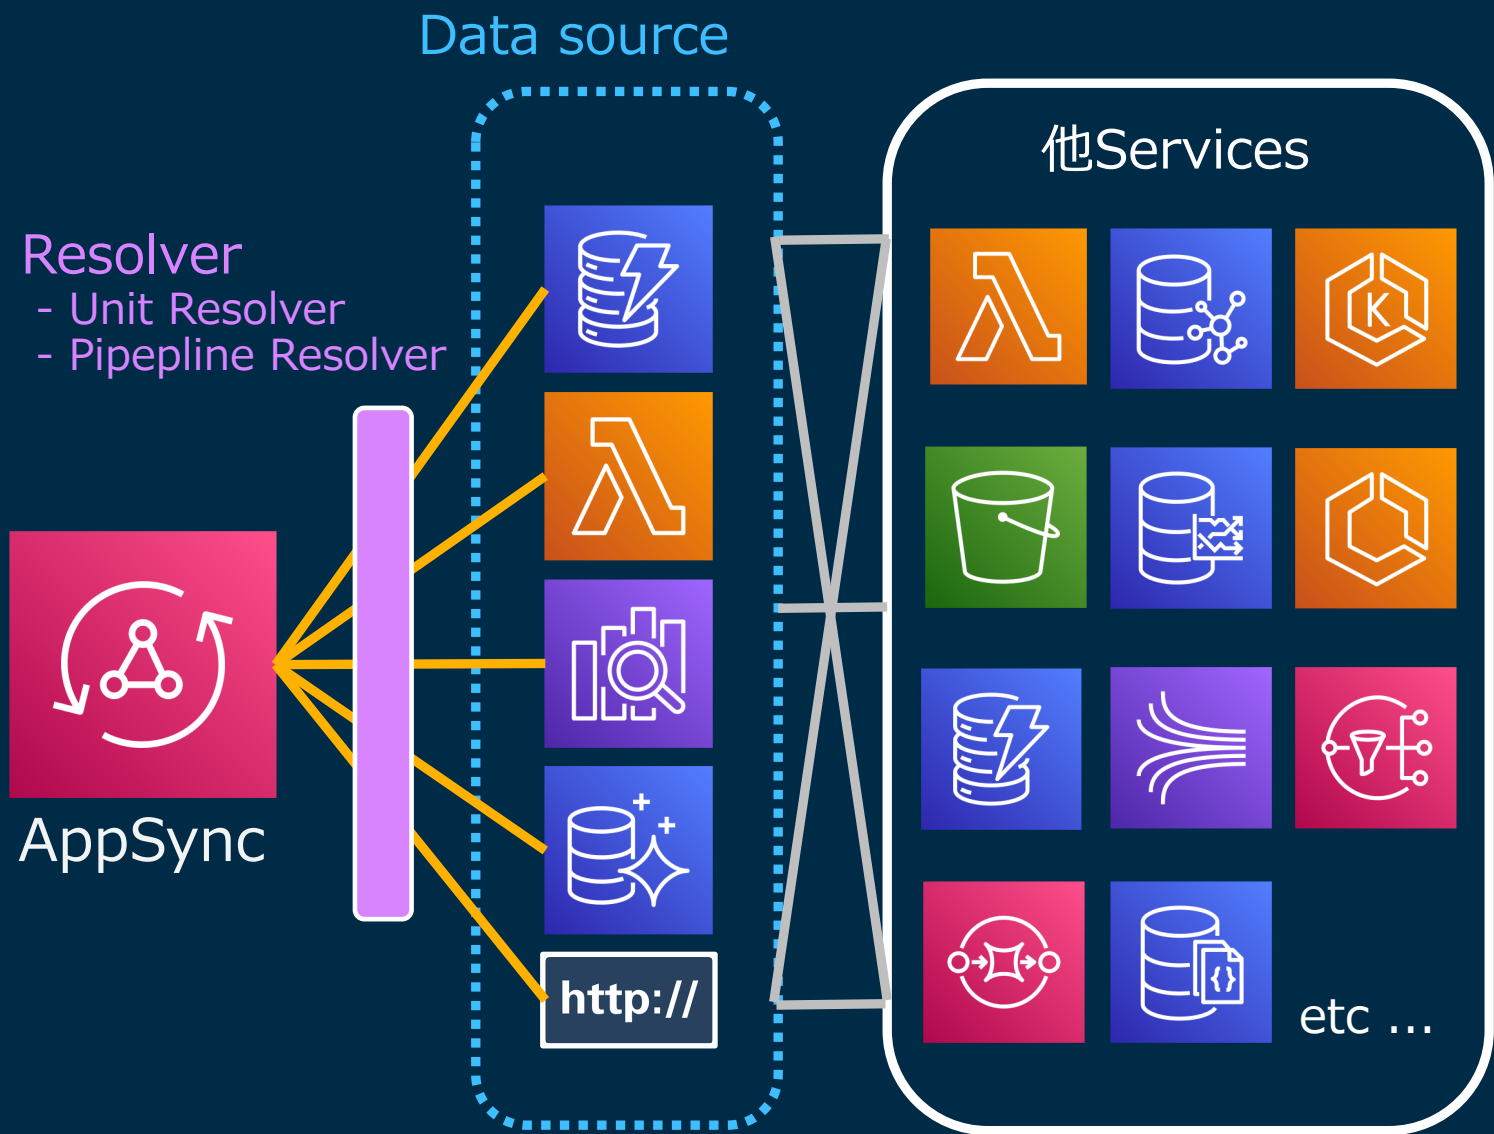 Data source
他Services
Resolver
- Unit Resolver
- Pipepline Resolver
K
AppSync
{}
http://
etc ...